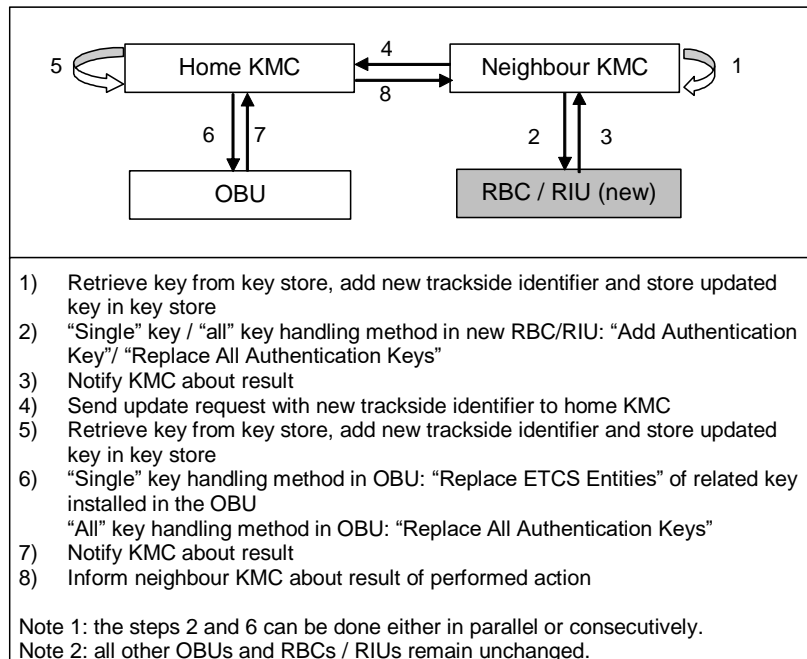 4
5
Home KMC
Neighbour KMC
1
8
6
7
2
3
OBU
RBC / RIU (new)
1) Retrieve key from key store, add new trackside identifier and store updated
key in key store
2) “Single” key / “all” key handling method in new RBC/RIU: “Add Authentication
Key”/ “Replace All Authentication Keys”
3) Notify KMC about result
4) Send update request with new trackside identifier to home KMC
5) Retrieve key from key store, add new trackside identifier and store updated
key in key store
6) “Single” key handling method in OBU: “Replace ETCS Entities” of related key
installed in the OBU
“All” key handling method in OBU: “Replace All Authentication Keys”
7) Notify KMC about result
8) Inform neighbour KMC about result of performed action
Note 1: the steps 2 and 6 can be done either in parallel or consecutively.
Note 2: all other OBUs and RBCs / RIUs remain unchanged.